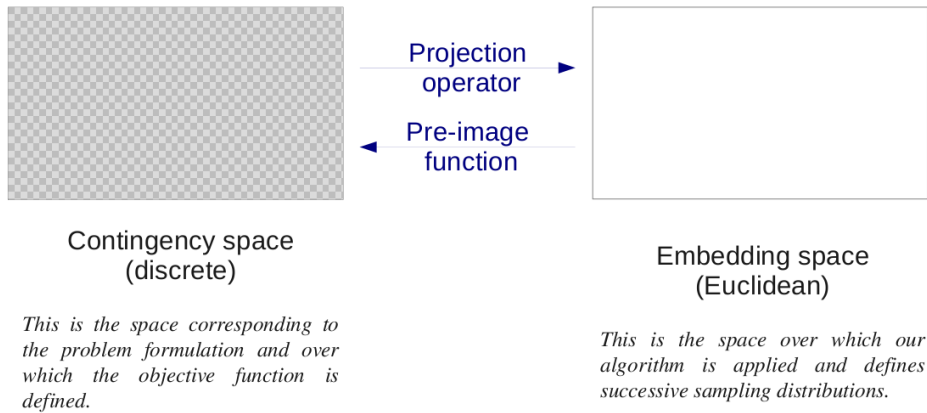 Projection
operator
Pre-image
function
Contingency space
(discrete)
This is the space corresponding to
the problem formulation and over
which the objective function is
defined.
Embedding space
(Euclidean)
This is the space over which our
algorithm is applied and defines
successive sampling distributions.